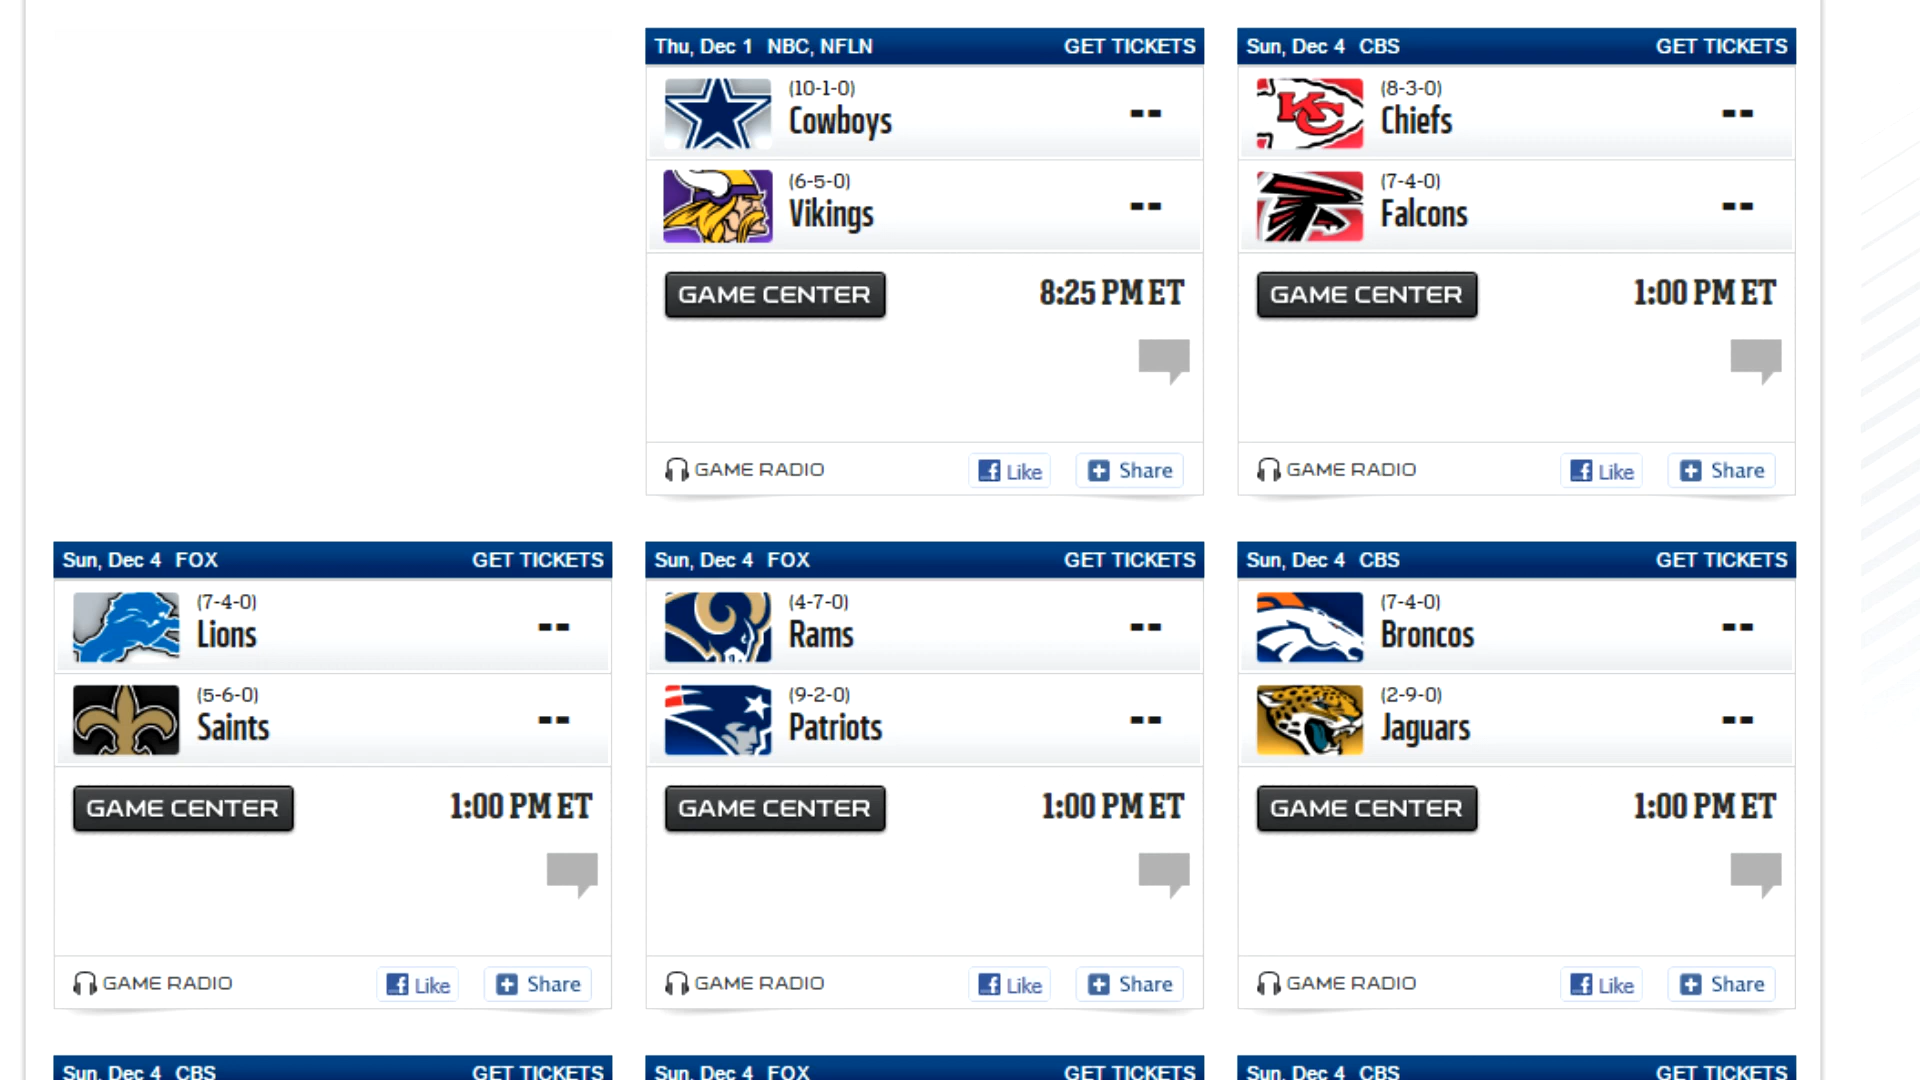 Thu, Dec 1 NBC, NFLN GET TICKETS
(10-1-0)
Cowboys --
(6-5-0)
Vikings --
GAME CENTER 8:25 PM ET
GAME RADIO Like Share
Sun, Dec 4 CBS GET TICKETS
KC
(8-3-0)
Chiefs --
(7-4-0)
Falcons --
GAME CENTER 1:00 PM ET
GAME RADIO Like Share
Sun, Dec 4 FOX GET TICKETS
(7-4-0)
Lions --
(5-6-0)
Saints --
GAME CENTER 1:00 PM ET
GAME RADIO Like Share
Sun, Dec 4 FOX GET TICKETS
(4-7-0)
Rams --
(9-2-0)
Patriots --
GAME CENTER 1:00 PM ET
GAME RADIO Like Share
Sun, Dec 4 CBS GET TICKETS
(7-4-0)
Broncos --
(2-9-0)
Jaguars --
GAME CENTER 1:00 PM ET
GAME RADIO Like Share
Sun, Dec 4 CBS GET TICKETS
Sun, Dec 4 FOX GET TICKETS
Sun, Dec 4 CBS GET TICKETS